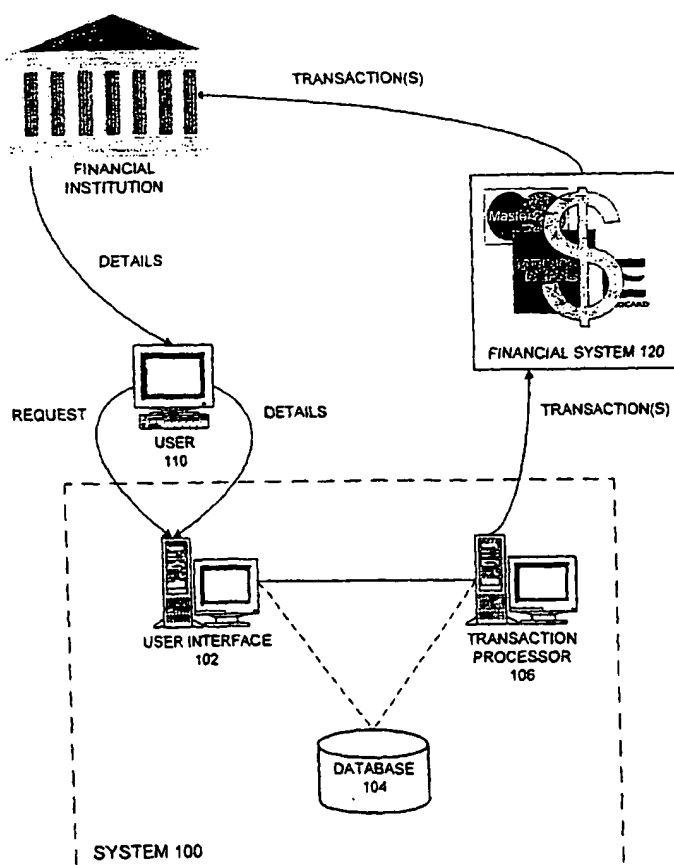 TRANSACTION(S)
FINANCIAL
INSTITUTION
DETAILS
Master
FINANCIAL SYSTEM 120
REQUEST
DETAILS
TRANSACTION(S)
USER
110
USER INTERFACE
102
TRANSACTION
PROCESSOR
106
DATABASE
104
SYSTEM 100